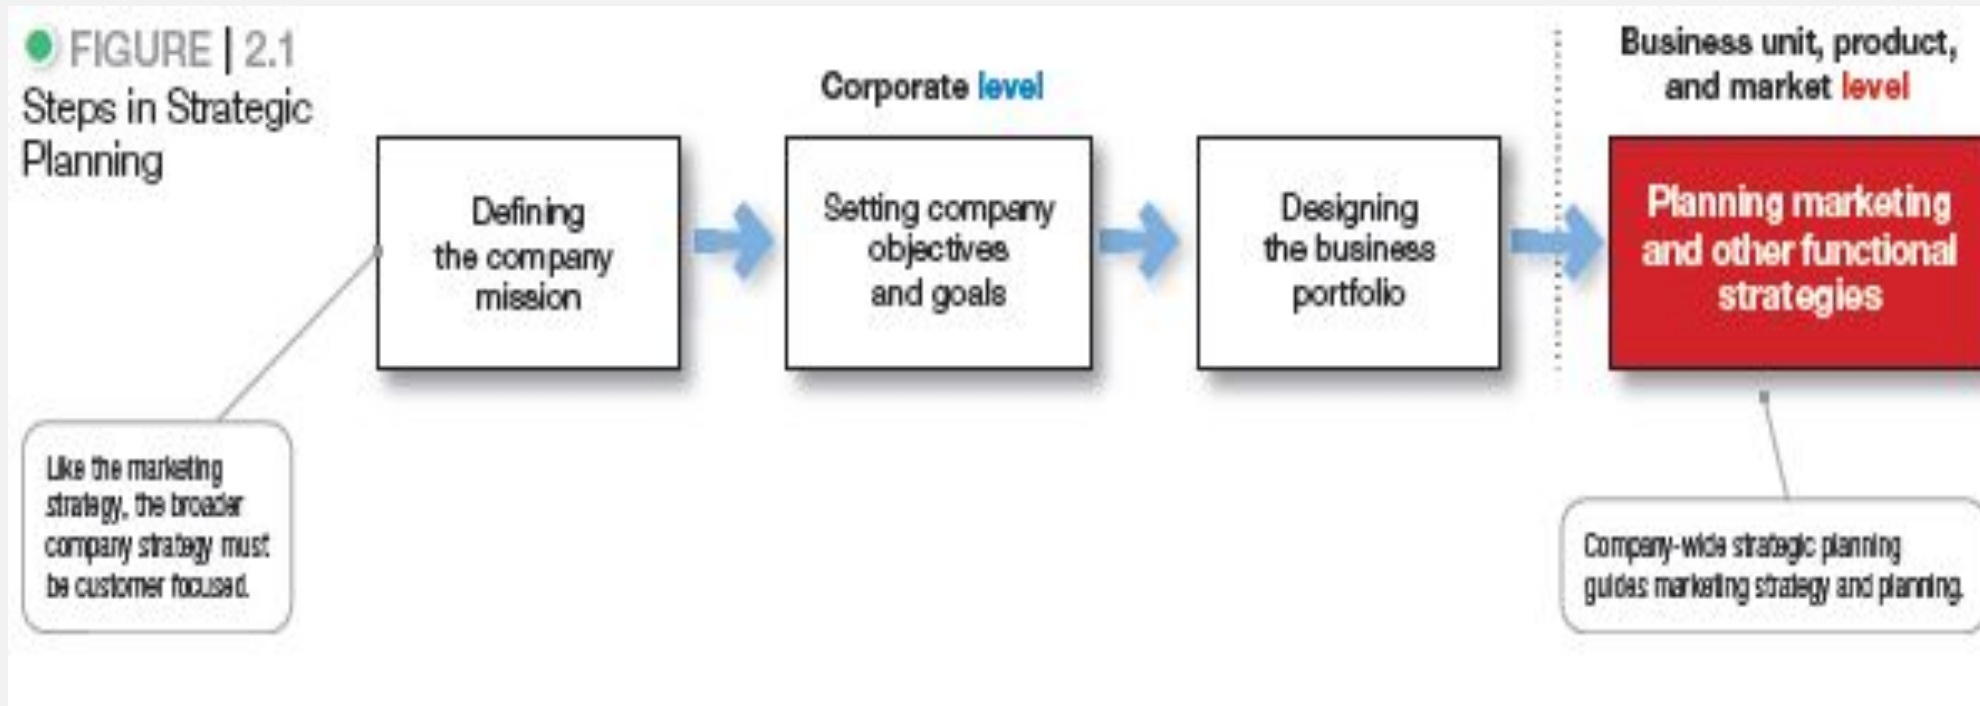 FIGURE | 2.1
Steps in Strategic
Planning
Corporate level
Business unit, product,
and market level
Defining
the company
mission
Setting company
objectives
and goals
Designing
the business
portfolio
Planning marketing
and other functional
strategies
Like the marketing
strategy, the broader
company strategy must
be customer focused.
Company-wide strategic planning
guides marketing strategy and planning.